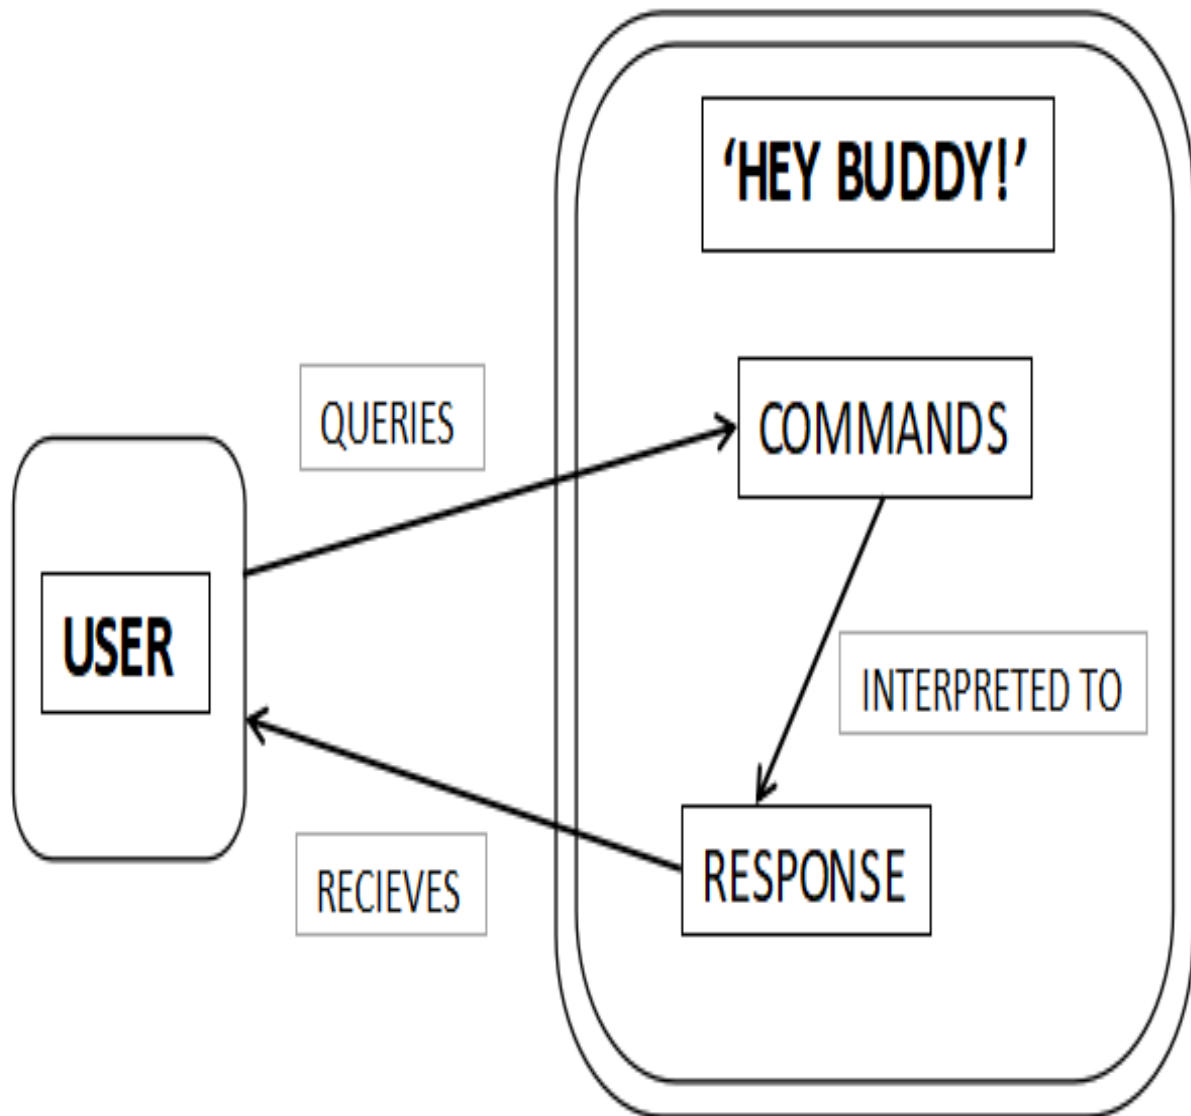 ‘HEY BUDDY!’
QUERIES
COMMANDS
USER
INTERPRETED TO
RECIEVES
RESPONSE